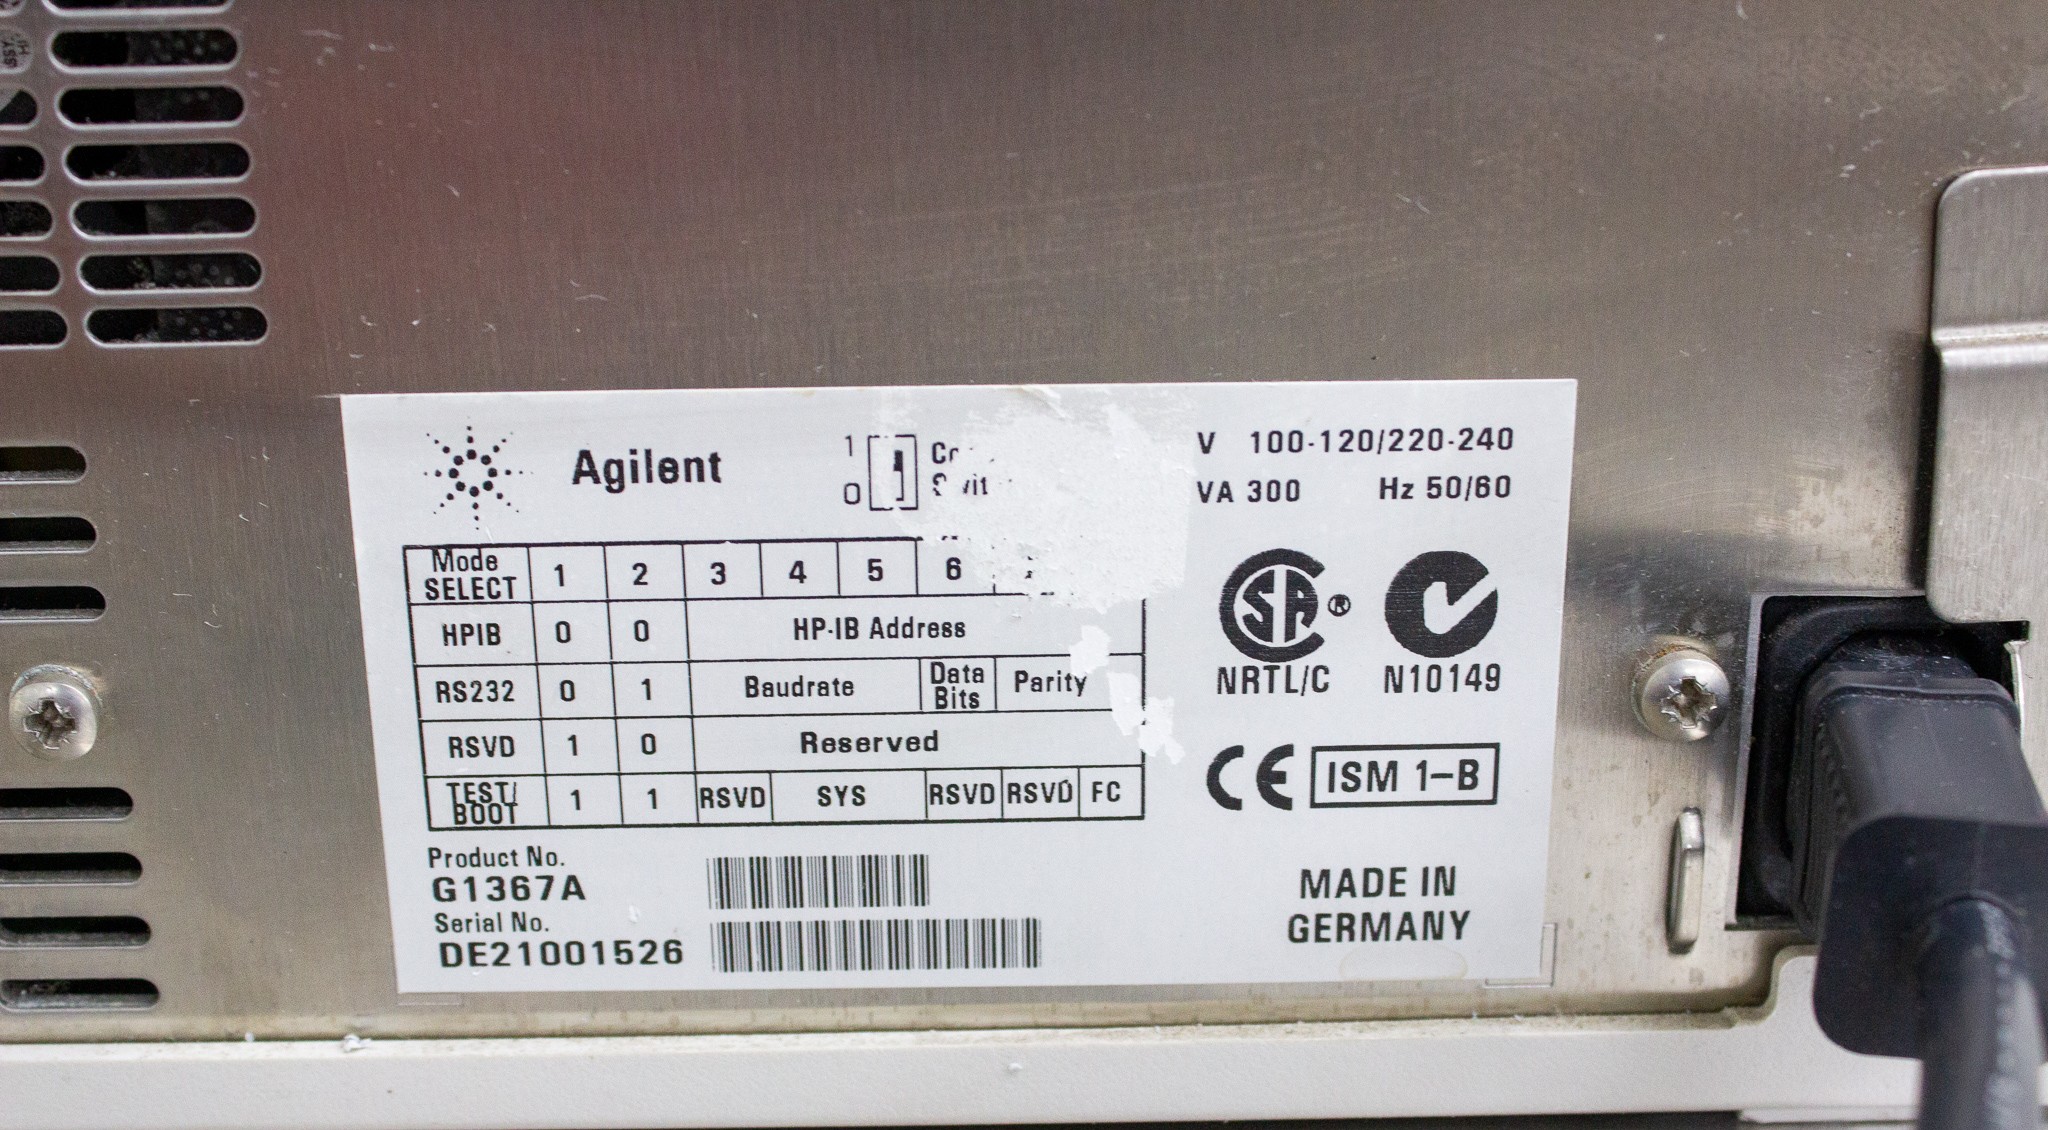 Agilent
1
0
V 100-120/220-240
VA 300 Hz 50/60
Mode SELECT 1 2 3 4 5 6
HPIB 0 0 HP-IB Address
RS232 0 1 Baudrate Data Bits Parity
RSVD 1 0 Reserved
TEST/BOOT 1 1 RSVD SYS RSVD RSVD FC
SA ®
NRTL/C N10149
CE ISM 1-B
Product No.
G1367A
Serial No.
DE21001526
MADE IN
GERMANY